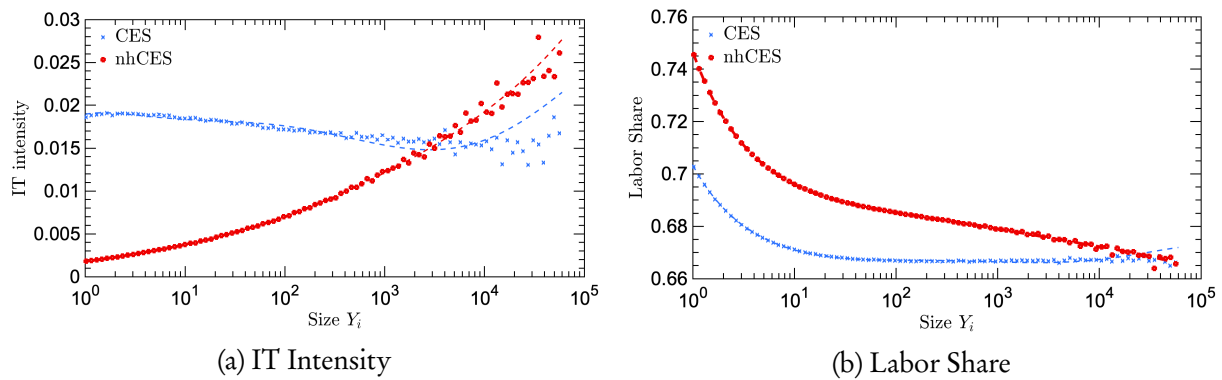 CES
nhCES
IT intensity
0.03
0.025
0.02
0.015
0.01
0.005
0
10^0
10^1
10^2
10^3
10^4
10^5
Size Y_i
(a) IT Intensity
CES
nhCES
Labor Share
0.76
0.74
0.72
0.7
0.68
0.66
10^0
10^1
10^2
10^3
10^4
10^5
Size Y_i
(b) Labor Share